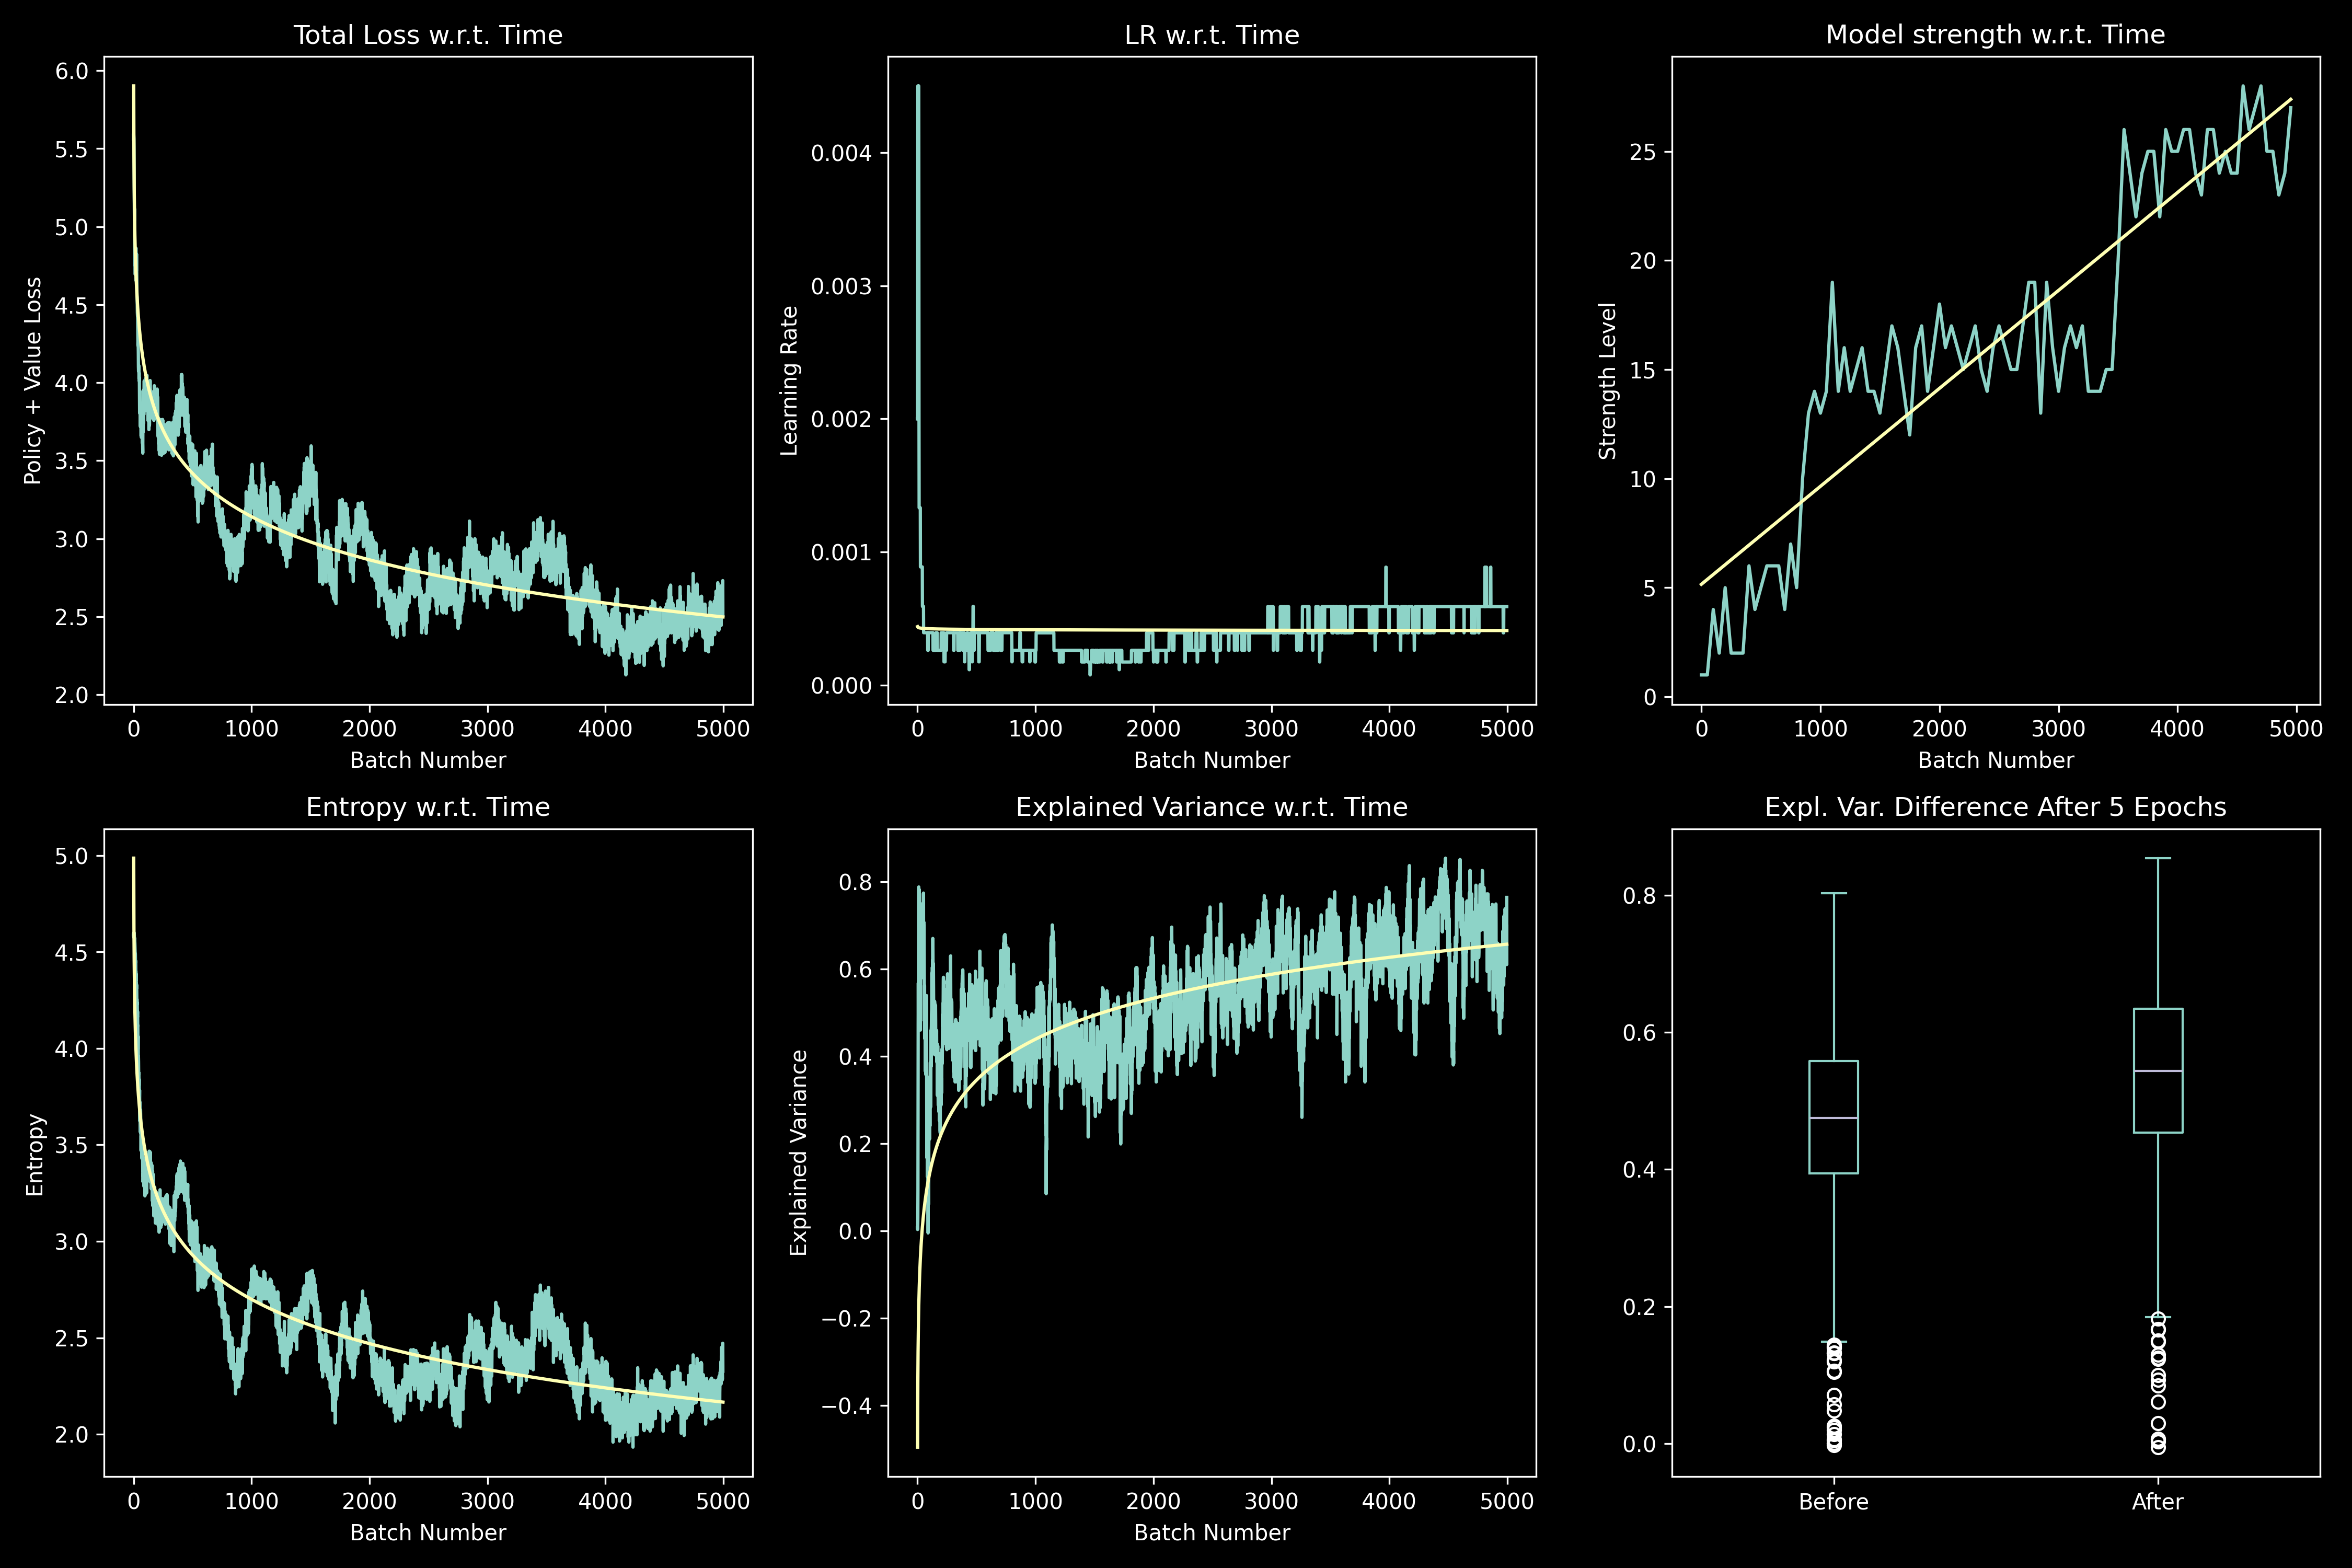 Total Loss w.r.t. Time
6.0
5.5
5.0
4.5
4.0
3.5
3.0
2.5
2.0
Policy + Value Loss
0 1000 2000 3000 4000 5000
Batch Number
LR w.r.t. Time
0.004
0.003
0.002
0.001
0.000
Learning Rate
0 1000 2000 3000 4000 5000
Batch Number
Model strength w.r.t. Time
25
20
15
10
5
0
Strength Level
0 1000 2000 3000 4000 5000
Batch Number
Entropy w.r.t. Time
5.0
4.5
4.0
3.5
3.0
2.5
2.0
Entropy
0 1000 2000 3000 4000 5000
Batch Number
Explained Variance w.r.t. Time
0.8
0.6
0.4
0.2
0.0
−0.2
−0.4
Explained Variance
0 1000 2000 3000 4000 5000
Batch Number
Expl. Var. Difference After 5 Epochs
0.8
0.6
0.4
0.2
0.0
Before After